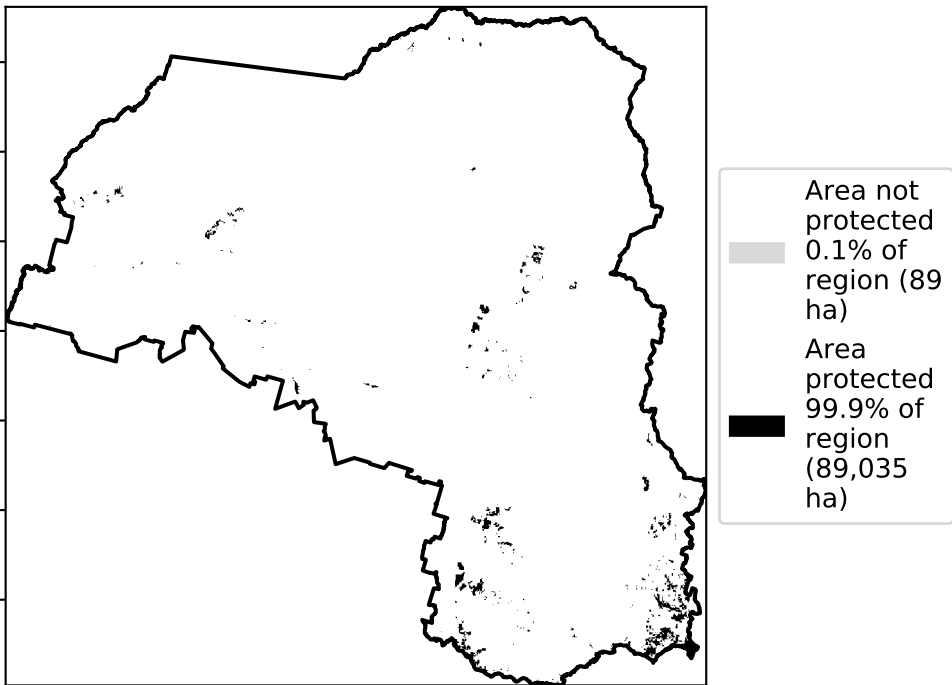 Area not
protected
0.1% of
region (89
ha)
Area
protected
99.9% of
region
(89,035
ha)